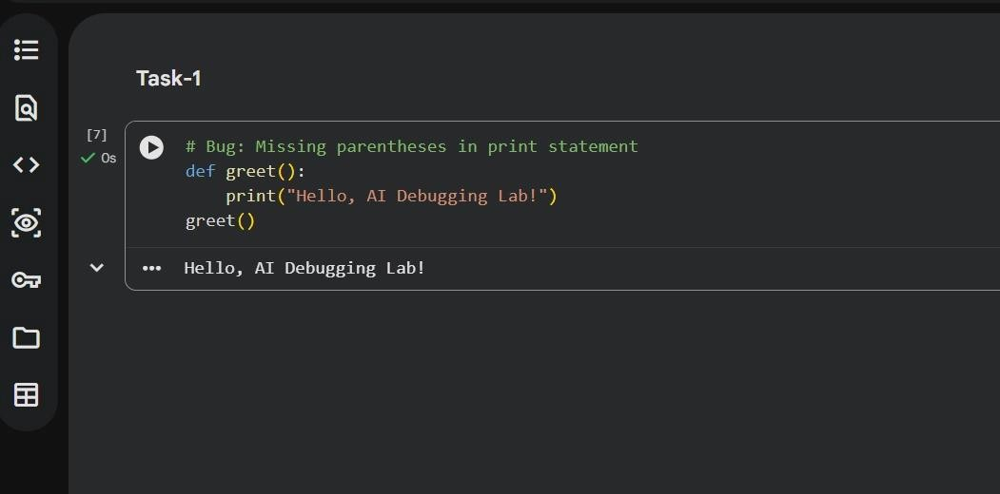 Task-1
[7]
0s
# Bug: Missing parentheses in print statement
def greet():
    print("Hello, AI Debugging Lab!")
greet()
Hello, AI Debugging Lab!